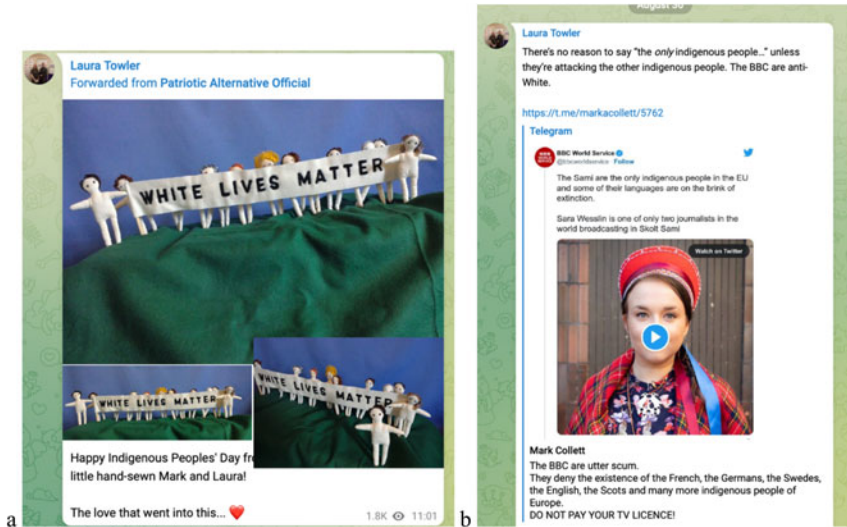 Laura Towler
Forwarded from Patriotic Alternative Official
WHITE LIVES MATTER
WHITE LIVES MATTER
WHITE LIVES MATTER
Happy Indigenous Peoples' Day
little hand-sewn Mark and Laura!
The love that went into this... ❤️
1.8K 11:01
a
August 30
Laura Towler
There's no reason to say "the only indigenous people..." unless
they're attacking the other indigenous people. The BBC are anti-
White.
https://t.me/markacollett/5762
Telegram
BBC World Service
@bbcworldservice · Follow
The Sami are the only indigenous people in the EU
and some of their languages are on the brink of
extinction.
Sara Wesslin is one of only two journalists in the
world broadcasting in Skolt Sami
Watch on Twitter
Mark Collett
The BBC are utter scum.
They deny the existence of the French, the Germans, the Swedes,
the English, the Scots and many more indigenous people of
Europe.
DO NOT PAY YOUR TV LICENCE!
b